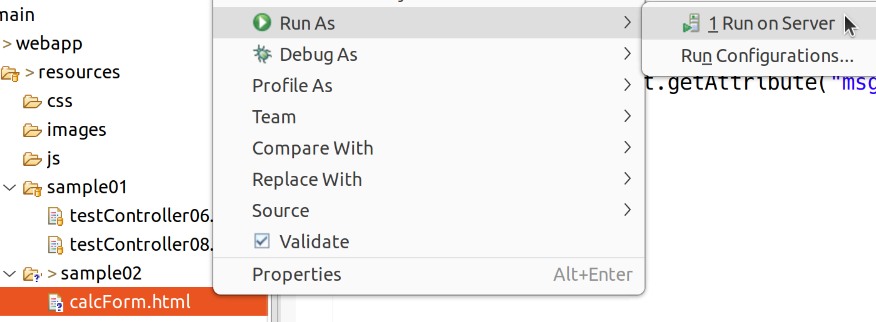 main
> webapp
> resources
css
images
js
sample01
testController06.
testController08.
> sample02
calcForm.html
Run As
Debug As
Profile As
Team
Compare With
Replace With
Source
Validate
Properties Alt+Enter
1 Run on Server
Run Configurations...
t.getAttribute("msg